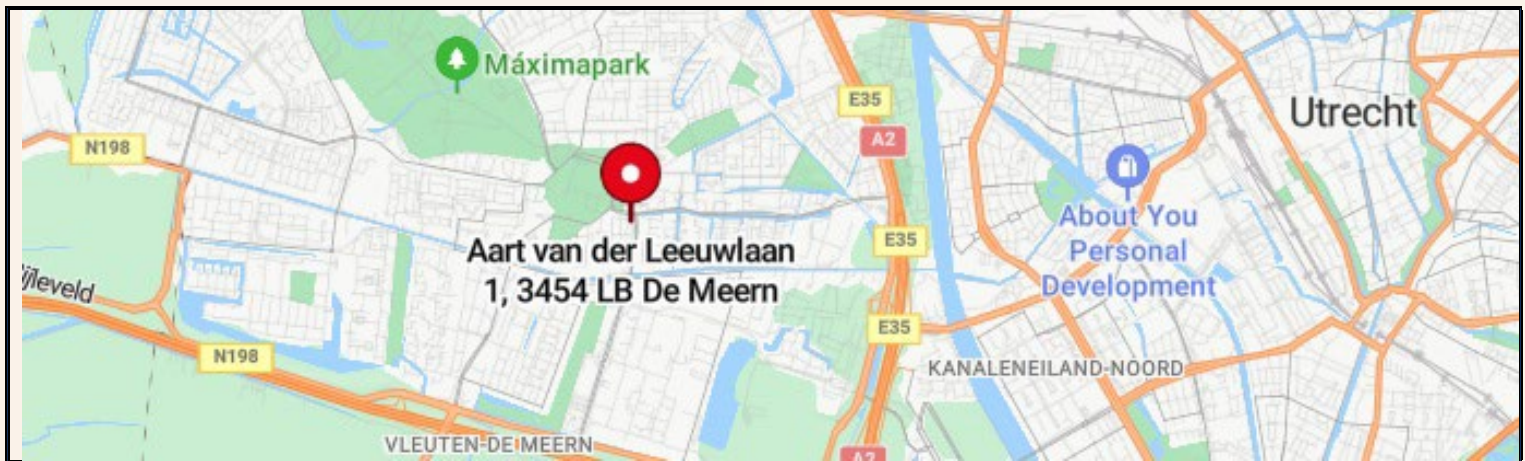 Máximapark
E35
Utrecht
A2
N198
About You
Personal
Development
E35
Aart van der Leeuwlaan
1, 3454 LB De Meern
E35
N198
KANALENEILAND-NOORD
VLEUTEN-DE MEERN
A2